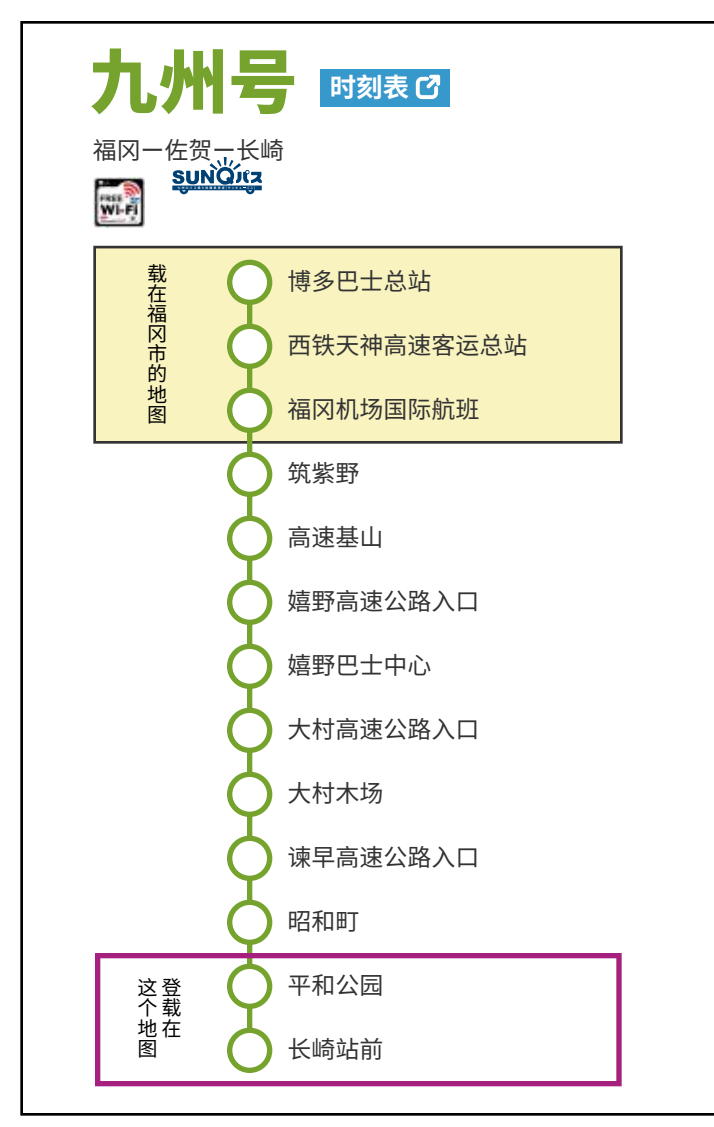 九州号
时刻表
福冈一佐贺一长崎
FREE
Wi-Fi
SUNQパス
载在福冈市的地图
博多巴士总站
西铁天神高速客运总站
福冈机场国际航班
筑紫野
高速基山
嬉野高速公路入口
嬉野巴士中心
大村高速公路入口
大村木场
谏早高速公路入口
昭和町
登载在
这个地图
平和公园
长崎站前